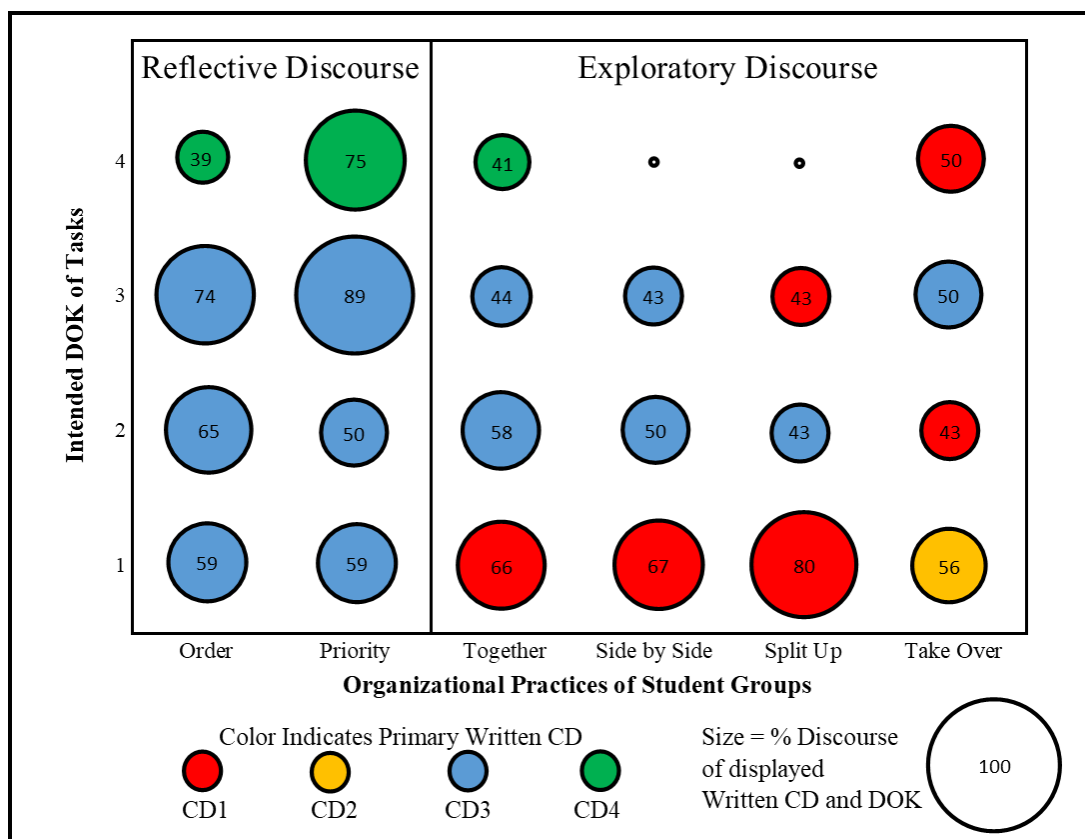 Reflective Discourse
Exploratory Discourse
Intended DOK of Tasks
4
39
75
41
50
3
74
89
44
43
43
50
2
65
50
58
50
43
43
1
59
59
66
67
80
56
Order
Priority
Together
Side by Side
Split Up
Take Over
Organizational Practices of Student Groups
Color Indicates Primary Written CD
CD1
CD2
CD3
CD4
Size = % Discourse
of displayed
Written CD and DOK
100